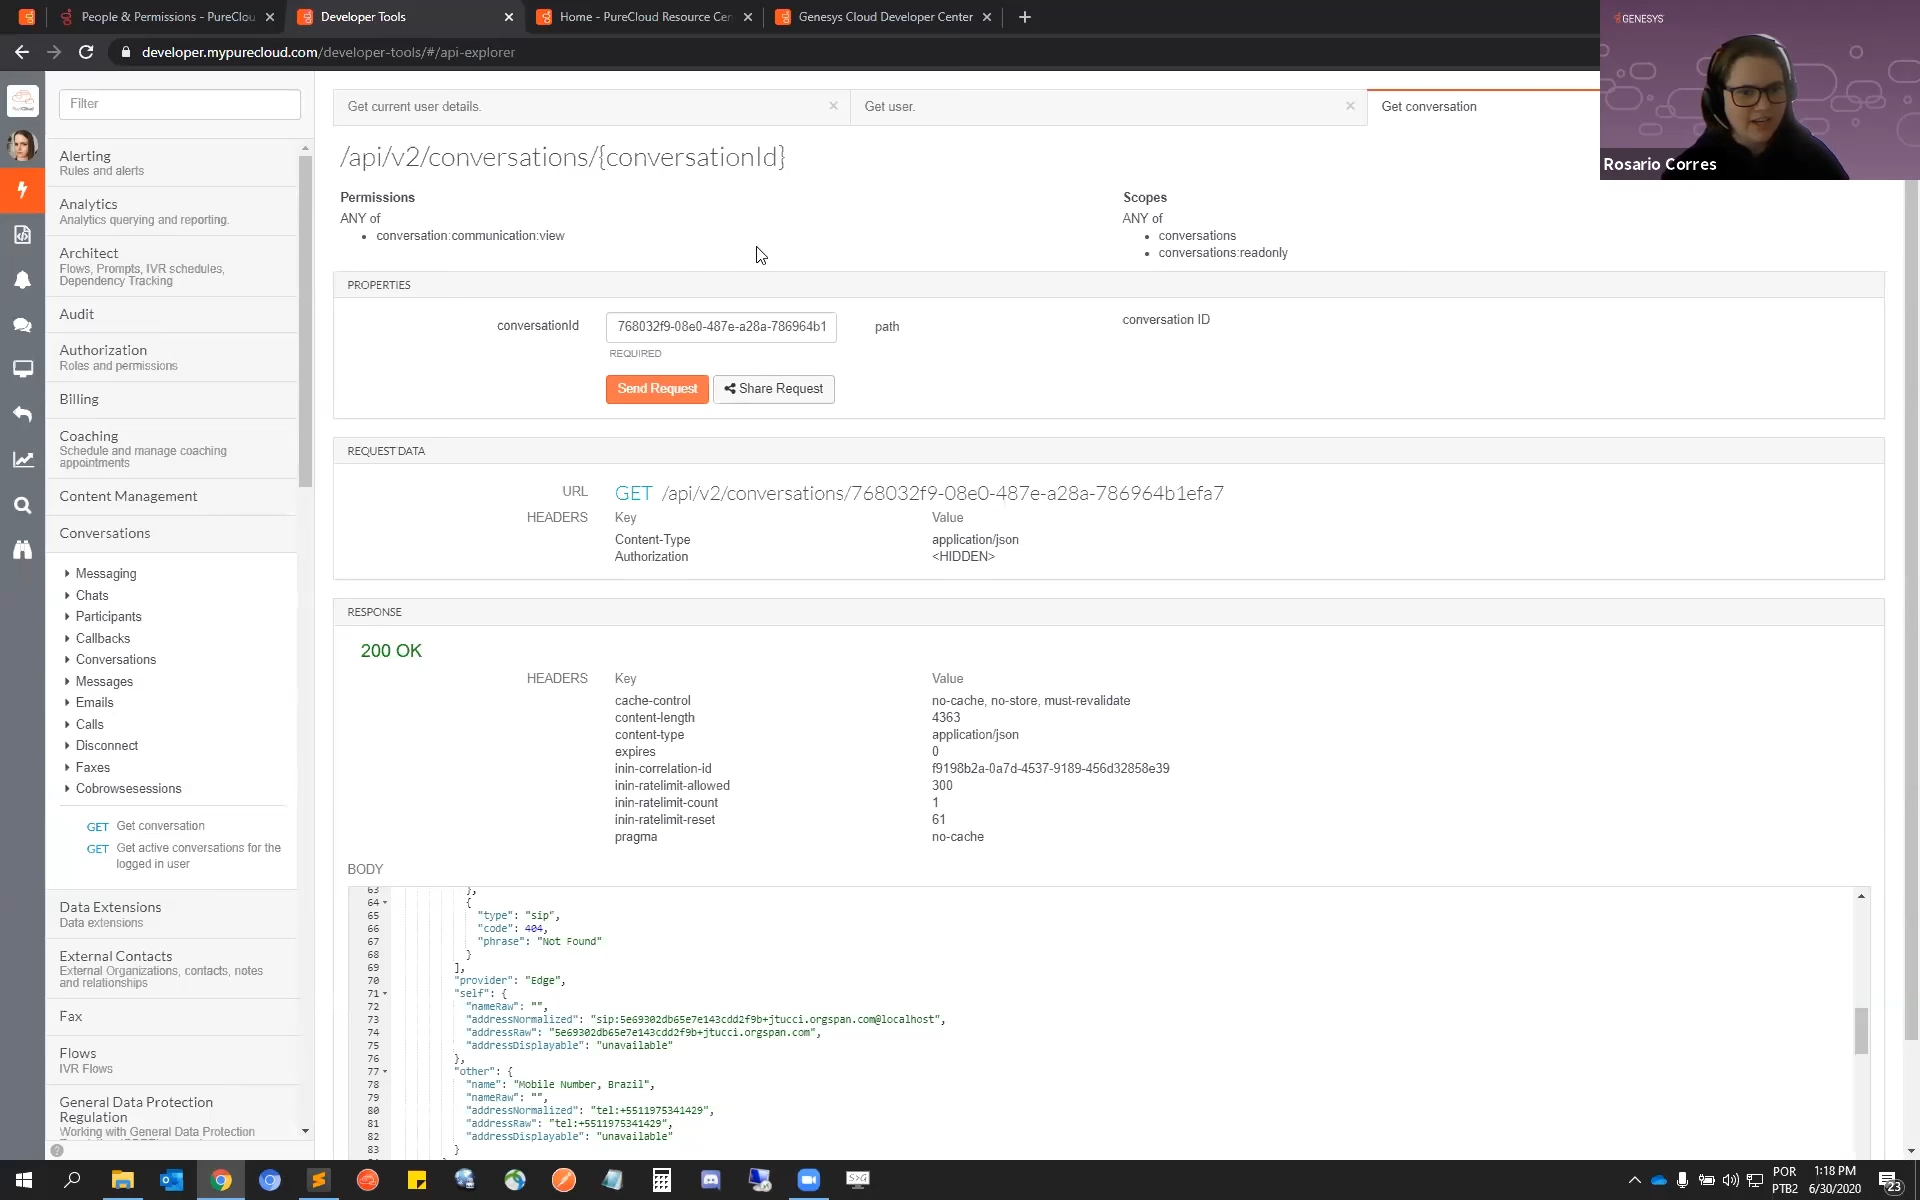 People & Permissions - PureClou
Developer Tools
Home - PureCloud Resource Cen
Genesys Cloud Developer Center
developer.mypurecloud.com/developer-tools/#/api-explorer
GENESYS
Rosario Corres
Filter
Alerting
Rules and alerts
Analytics
Analytics querying and reporting.
Architect
Flows, Prompts, IVR schedules,
Dependency Tracking
Audit
Authorization
Roles and permissions
Billing
Coaching
Schedule and manage coaching
appointments
Content Management
Conversations
Messaging
Chats
Participants
Callbacks
Conversations
Messages
Emails
Calls
Disconnect
Faxes
Cobrowsesessions
GET Get conversation
GET Get active conversations for the
logged in user
Data Extensions
Data extensions
External Contacts
External Organizations, contacts, notes
and relationships
Fax
Flows
IVR Flows
General Data Protection
Regulation
Working with General Data Protection
Get current user details.
Get user.
Get conversation
/api/v2/conversations/{conversationId}
Permissions
ANY of
conversation:communication:view
Scopes
ANY of
conversations
conversations:readonly
PROPERTIES
conversationId
768032f9-08e0-487e-a28a-786964b1
path
conversation ID
REQUIRED
Send Request
Share Request
REQUEST DATA
URL GET /api/v2/conversations/768032f9-08e0-487e-a28a-786964b1efa7
HEADERS Key Value
Content-Type application/json
Authorization <HIDDEN>
RESPONSE
200 OK
HEADERS Key Value
cache-control no-cache, no-store, must-revalidate
content-length 4363
content-type application/json
expires 0
inin-correlation-id f9198b2a-0a7d-4537-9189-456d32858e39
inin-ratelimit-allowed 300
inin-ratelimit-count 1
inin-ratelimit-reset 61
pragma no-cache
BODY
63 },
64 {
65 "type": "sip",
66 "code": 404,
67 "phrase": "Not Found"
68 }
69 ],
70 "provider": "Edge",
71 "self": {
72 "nameRaw": "",
73 "addressNormalized": "sip:5e69302db65e7e143cdd2f9b+jtucci.orgspan.com@localhost",
74 "addressRaw": "5e69302db65e7e143cdd2f9b+jtucci.orgspan.com",
75 "addressDisplayable": "unavailable"
76 },
77 "other": {
78 "name": "Mobile Number, Brazil",
79 "nameRaw": "",
80 "addressNormalized": "tel:+5511975341429",
81 "addressRaw": "tel:+5511975341429",
82 "addressDisplayable": "unavailable"
83 }
POR
PTB2
1:18 PM
6/30/2020
23